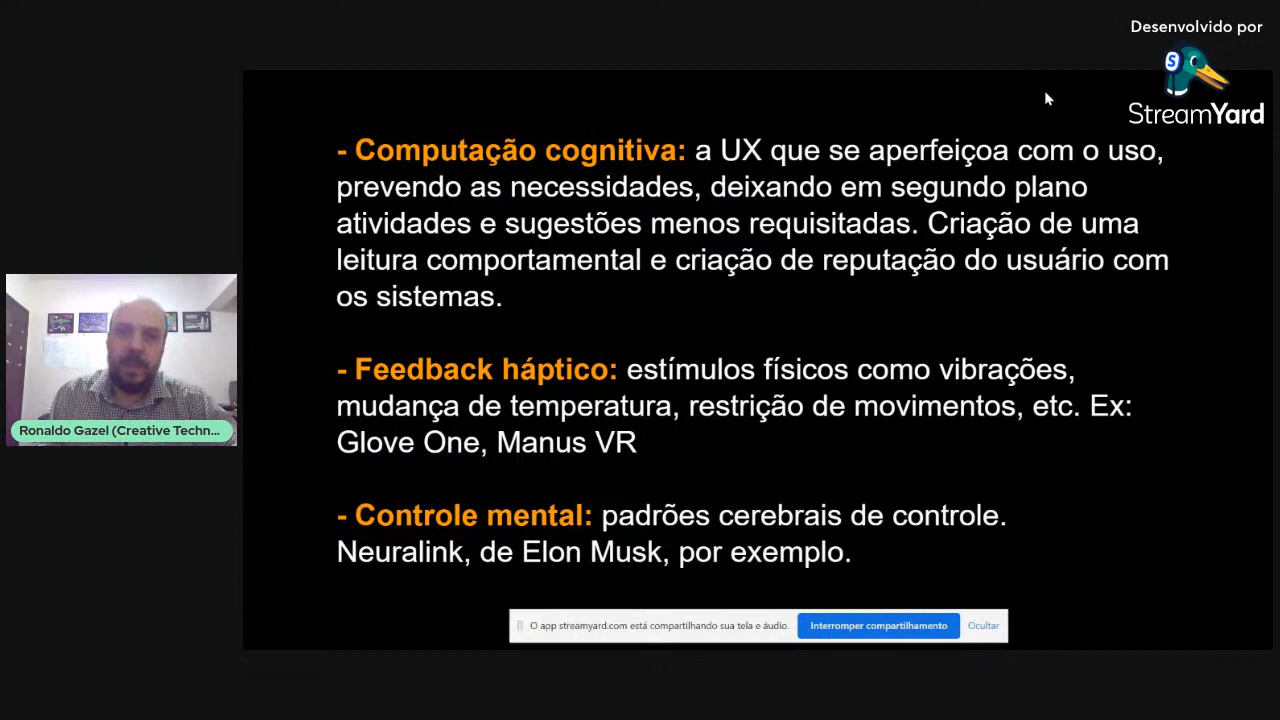 Desenvolvido por
StreamYard
- Computação cognitiva: a UX que se aperfeiçoa com o uso,
prevendo as necessidades, deixando em segundo plano
atividades e sugestões menos requisitadas. Criação de uma
leitura comportamental e criação de reputação do usuário com
os sistemas.
- Feedback háptico: estímulos físicos como vibrações,
mudança de temperatura, restrição de movimentos, etc. Ex:
Glove One, Manus VR
- Controle mental: padrões cerebrais de controle.
Neuralink, de Elon Musk, por exemplo.
Ronaldo Gazel (Creative Techn...
O app streamyard.com está compartilhando sua tela e áudio. Interromper compartilhamento Ocultar